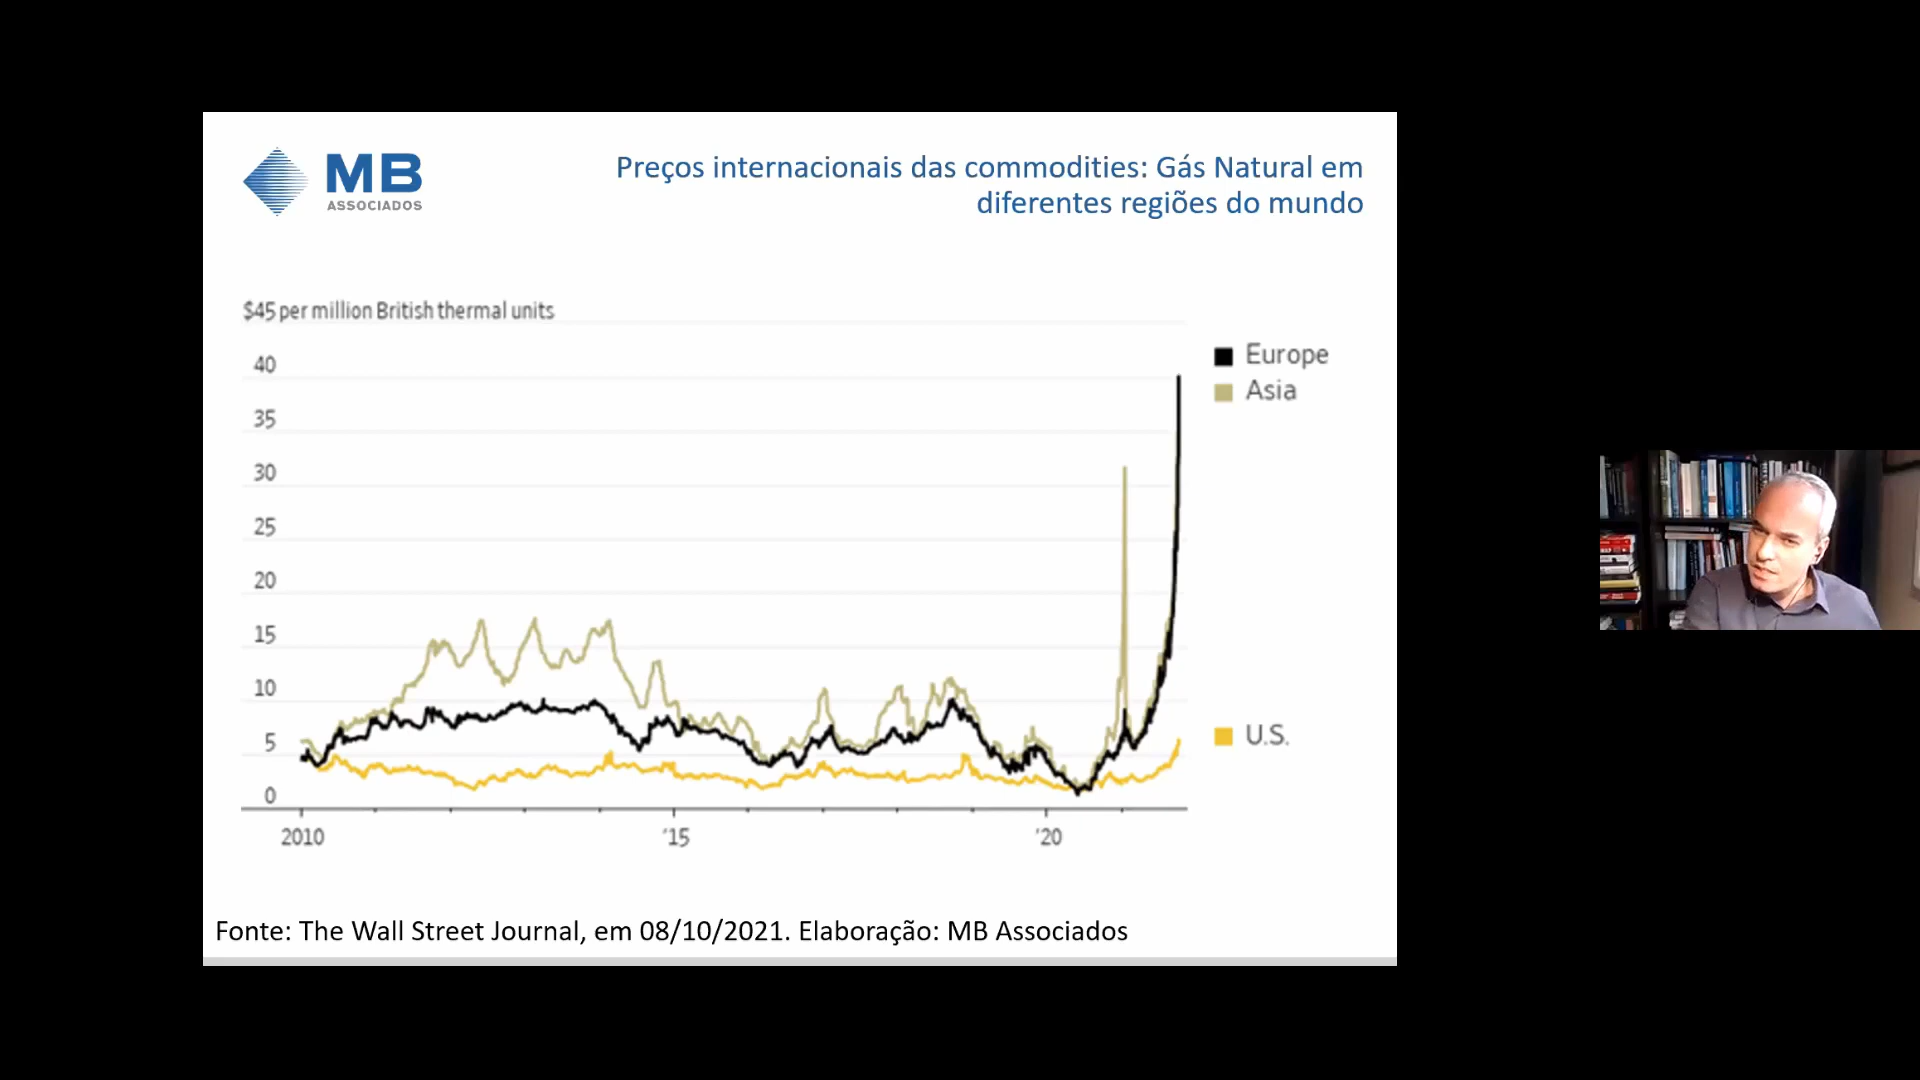 MB
ASSOCIADOS
Preços internacionais das commodities: Gás Natural em
diferentes regiões do mundo
$45 per million British thermal units
40
35
30
25
20
15
10
5
0
2010
'15
'20
Europe
Asia
U.S.
Fonte: The Wall Street Journal, em 08/10/2021. Elaboração: MB Associados